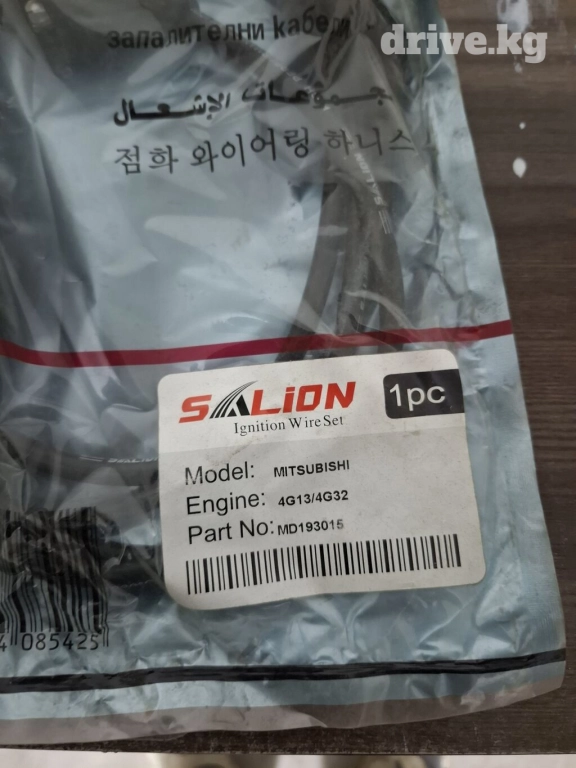 drive.kg
запалителни кабели
مجموعات الإشعال
점화 와이어링 하니스
SALION
Ignition Wire Set
1pc
Model: MITSUBISHI
Engine: 4G13/4G32
Part No: MD193015
4 085425